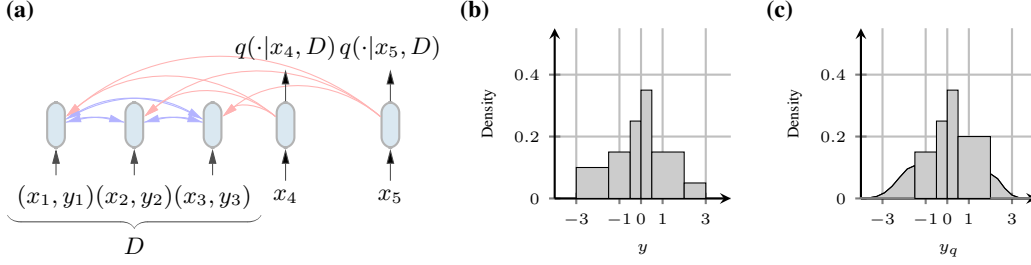 (a)
q(·|x₄, D) q(·|x₅, D)
(x₁, y₁)(x₂, y₂)(x₃, y₃) x₄ x₅
D
(b)
Density
0.4
0.2
0
−3 −1 0 1 3
y
(c)
Density
0.4
0.2
0
−3 −1 0 1 3
y_q